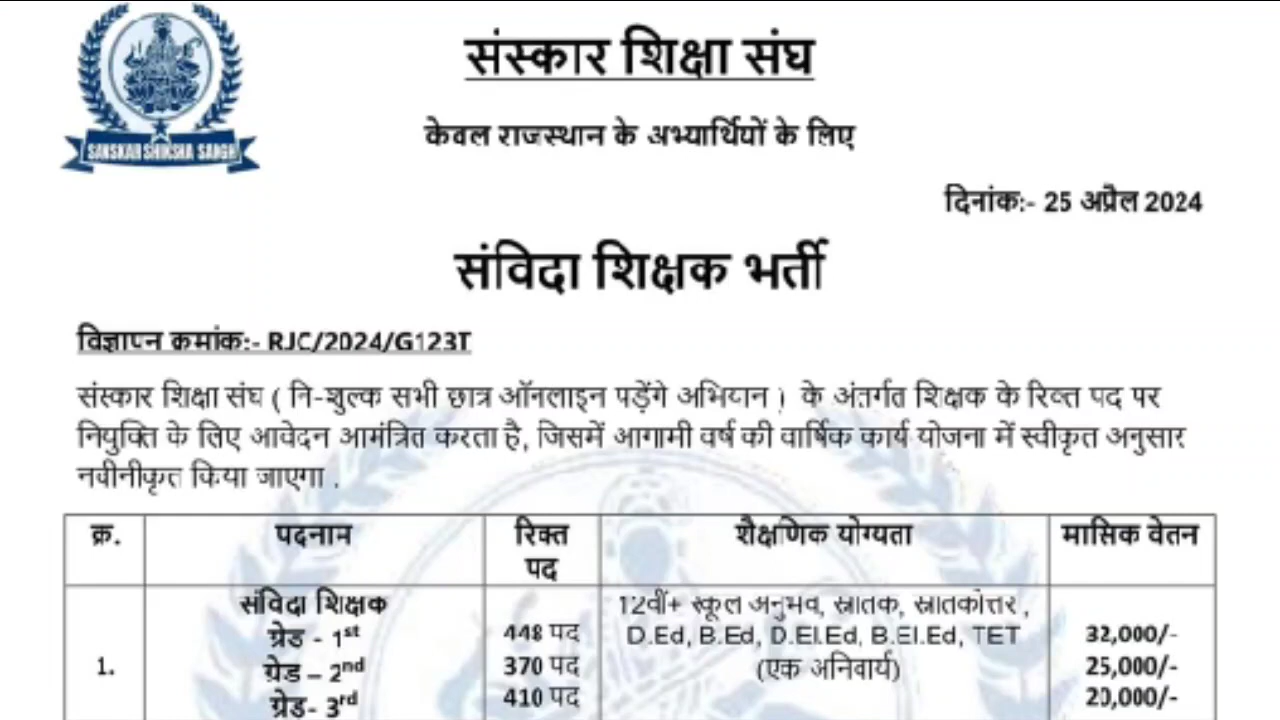 संस्कार शिक्षा संघ
SANSKAR SHIKSHA SANGH
केवल राजस्थान के अभ्यार्थियों के लिए
दिनांक:- 25 अप्रैल 2024
संविदा शिक्षक भर्ती
विज्ञापन क्रमांक:- RJC/2024/G123T
संस्कार शिक्षा संघ ( नि-शुल्क सभी छात्र ऑनलाइन पड़ेंगे अभियान ) के अंतर्गत शिक्षक के रिक्त पद पर
नियुक्ति के लिए आवेदन आमंत्रित करता है, जिसमें आगामी वर्ष की वार्षिक कार्य योजना में स्वीकृत अनुसार
नवीनीकृत किया जाएगा .
क्र. पदनाम रिक्त पद शैक्षणिक योग्यता मासिक वेतन
संविदा शिक्षक 12वीं+ स्कूल अनुभव, स्नातक, स्नातकोत्तर ,
ग्रेड - 1st 448 पद D.Ed, B.Ed, D.El.Ed, B.El.Ed, TET 32,000/-
1. ग्रेड – 2nd 370 पद (एक अनिवार्य) 25,000/-
ग्रेड- 3rd 410 पद 20,000/-